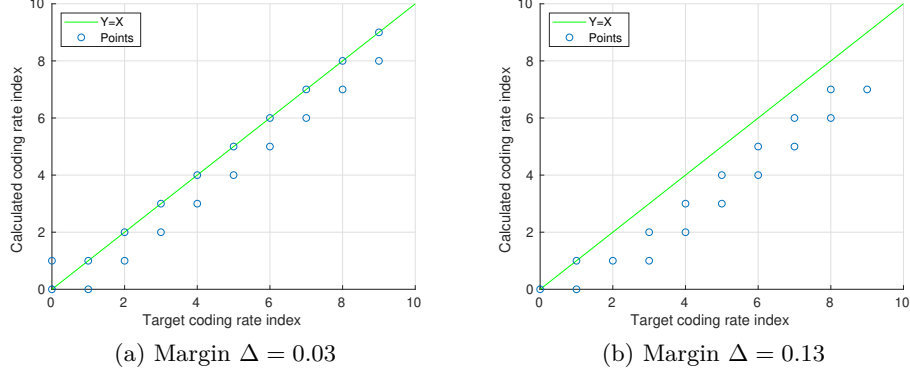 10
8
6
4
2
0
Calculated coding rate index
Y=X
Points
0 2 4 6 8 10
Target coding rate index
(a) Margin Δ = 0.03
10
8
6
4
2
0
Calculated coding rate index
Y=X
Points
0 2 4 6 8 10
Target coding rate index
(b) Margin Δ = 0.13